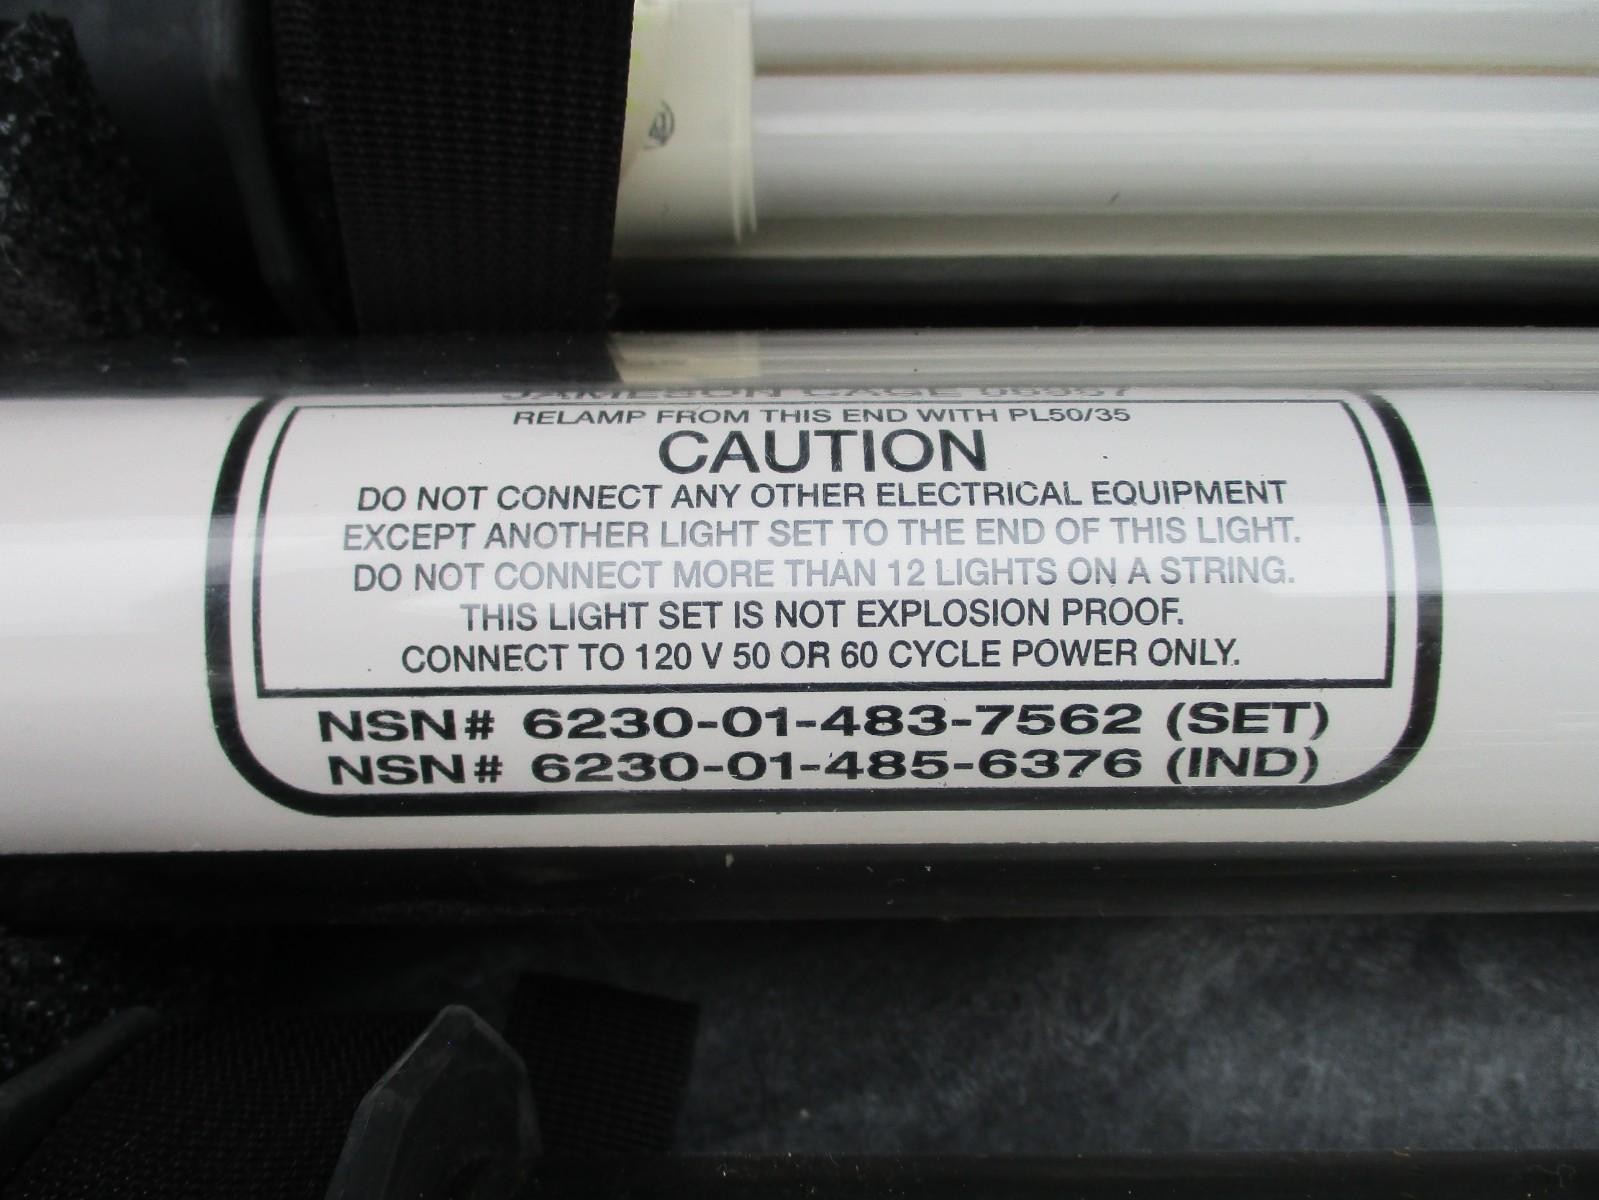 JAMESON CAGE 06957
RELAMP FROM THIS END WITH PL50/35
CAUTION
DO NOT CONNECT ANY OTHER ELECTRICAL EQUIPMENT
EXCEPT ANOTHER LIGHT SET TO THE END OF THIS LIGHT.
DO NOT CONNECT MORE THAN 12 LIGHTS ON A STRING.
THIS LIGHT SET IS NOT EXPLOSION PROOF.
CONNECT TO 120 V 50 OR 60 CYCLE POWER ONLY.
NSN# 6230-01-483-7562 (SET)
NSN# 6230-01-485-6376 (IND)